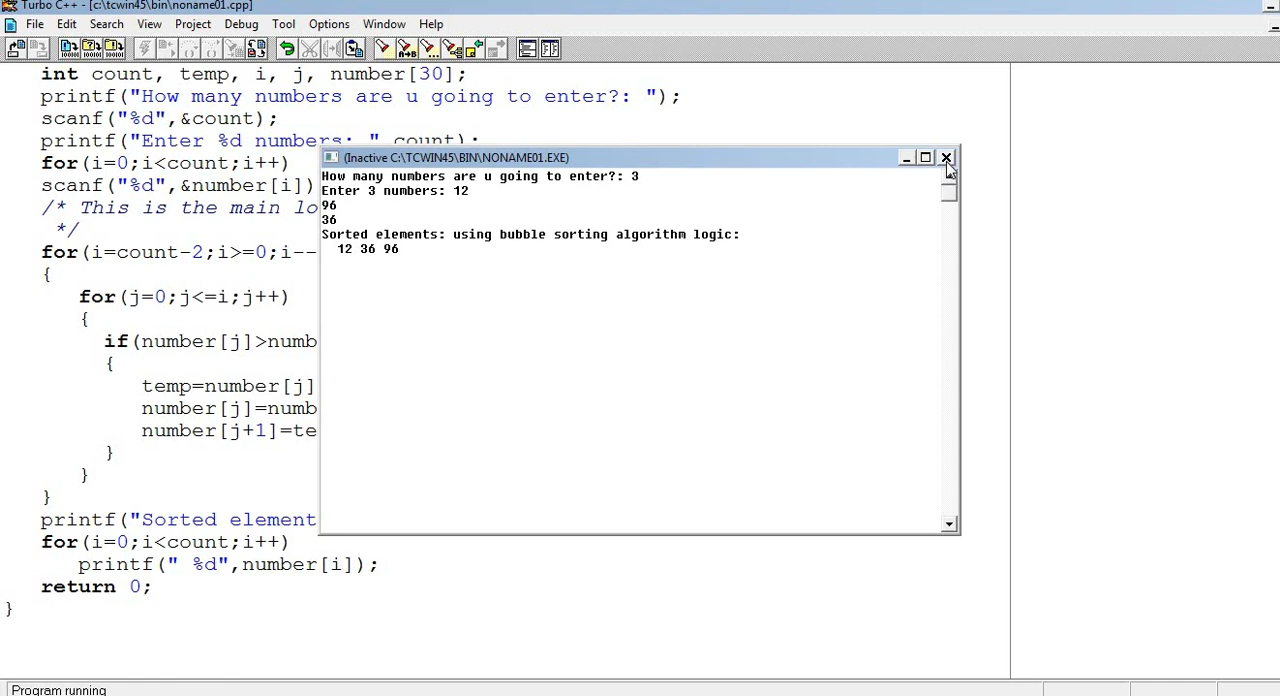 Turbo C++ - [c:\tcwin45\bin\noname01.cpp]
File Edit Search View Project Debug Tool Options Window Help
int count, temp, i, j, number[30];
printf("How many numbers are u going to enter?: ");
scanf("%d",&count);
printf("Enter %d numbers: " count);
for(i=0;i<count;i++)
scanf("%d",&number[i])
/* This is the main lo
*/
for(i=count-2;i>=0;i--
{
for(j=0;j<=i;j++)
{
if(number[j]>numb
{
temp=number[j]
number[j]=numb
number[j+1]=te
}
}
}
printf("Sorted element
for(i=0;i<count;i++)
printf(" %d",number[i]);
return 0;
}
(Inactive C:\TCWIN45\BIN\NONAME01.EXE)
How many numbers are u going to enter?: 3
Enter 3 numbers: 12
96
36
Sorted elements: using bubble sorting algorithm logic:
12 36 96
Program running